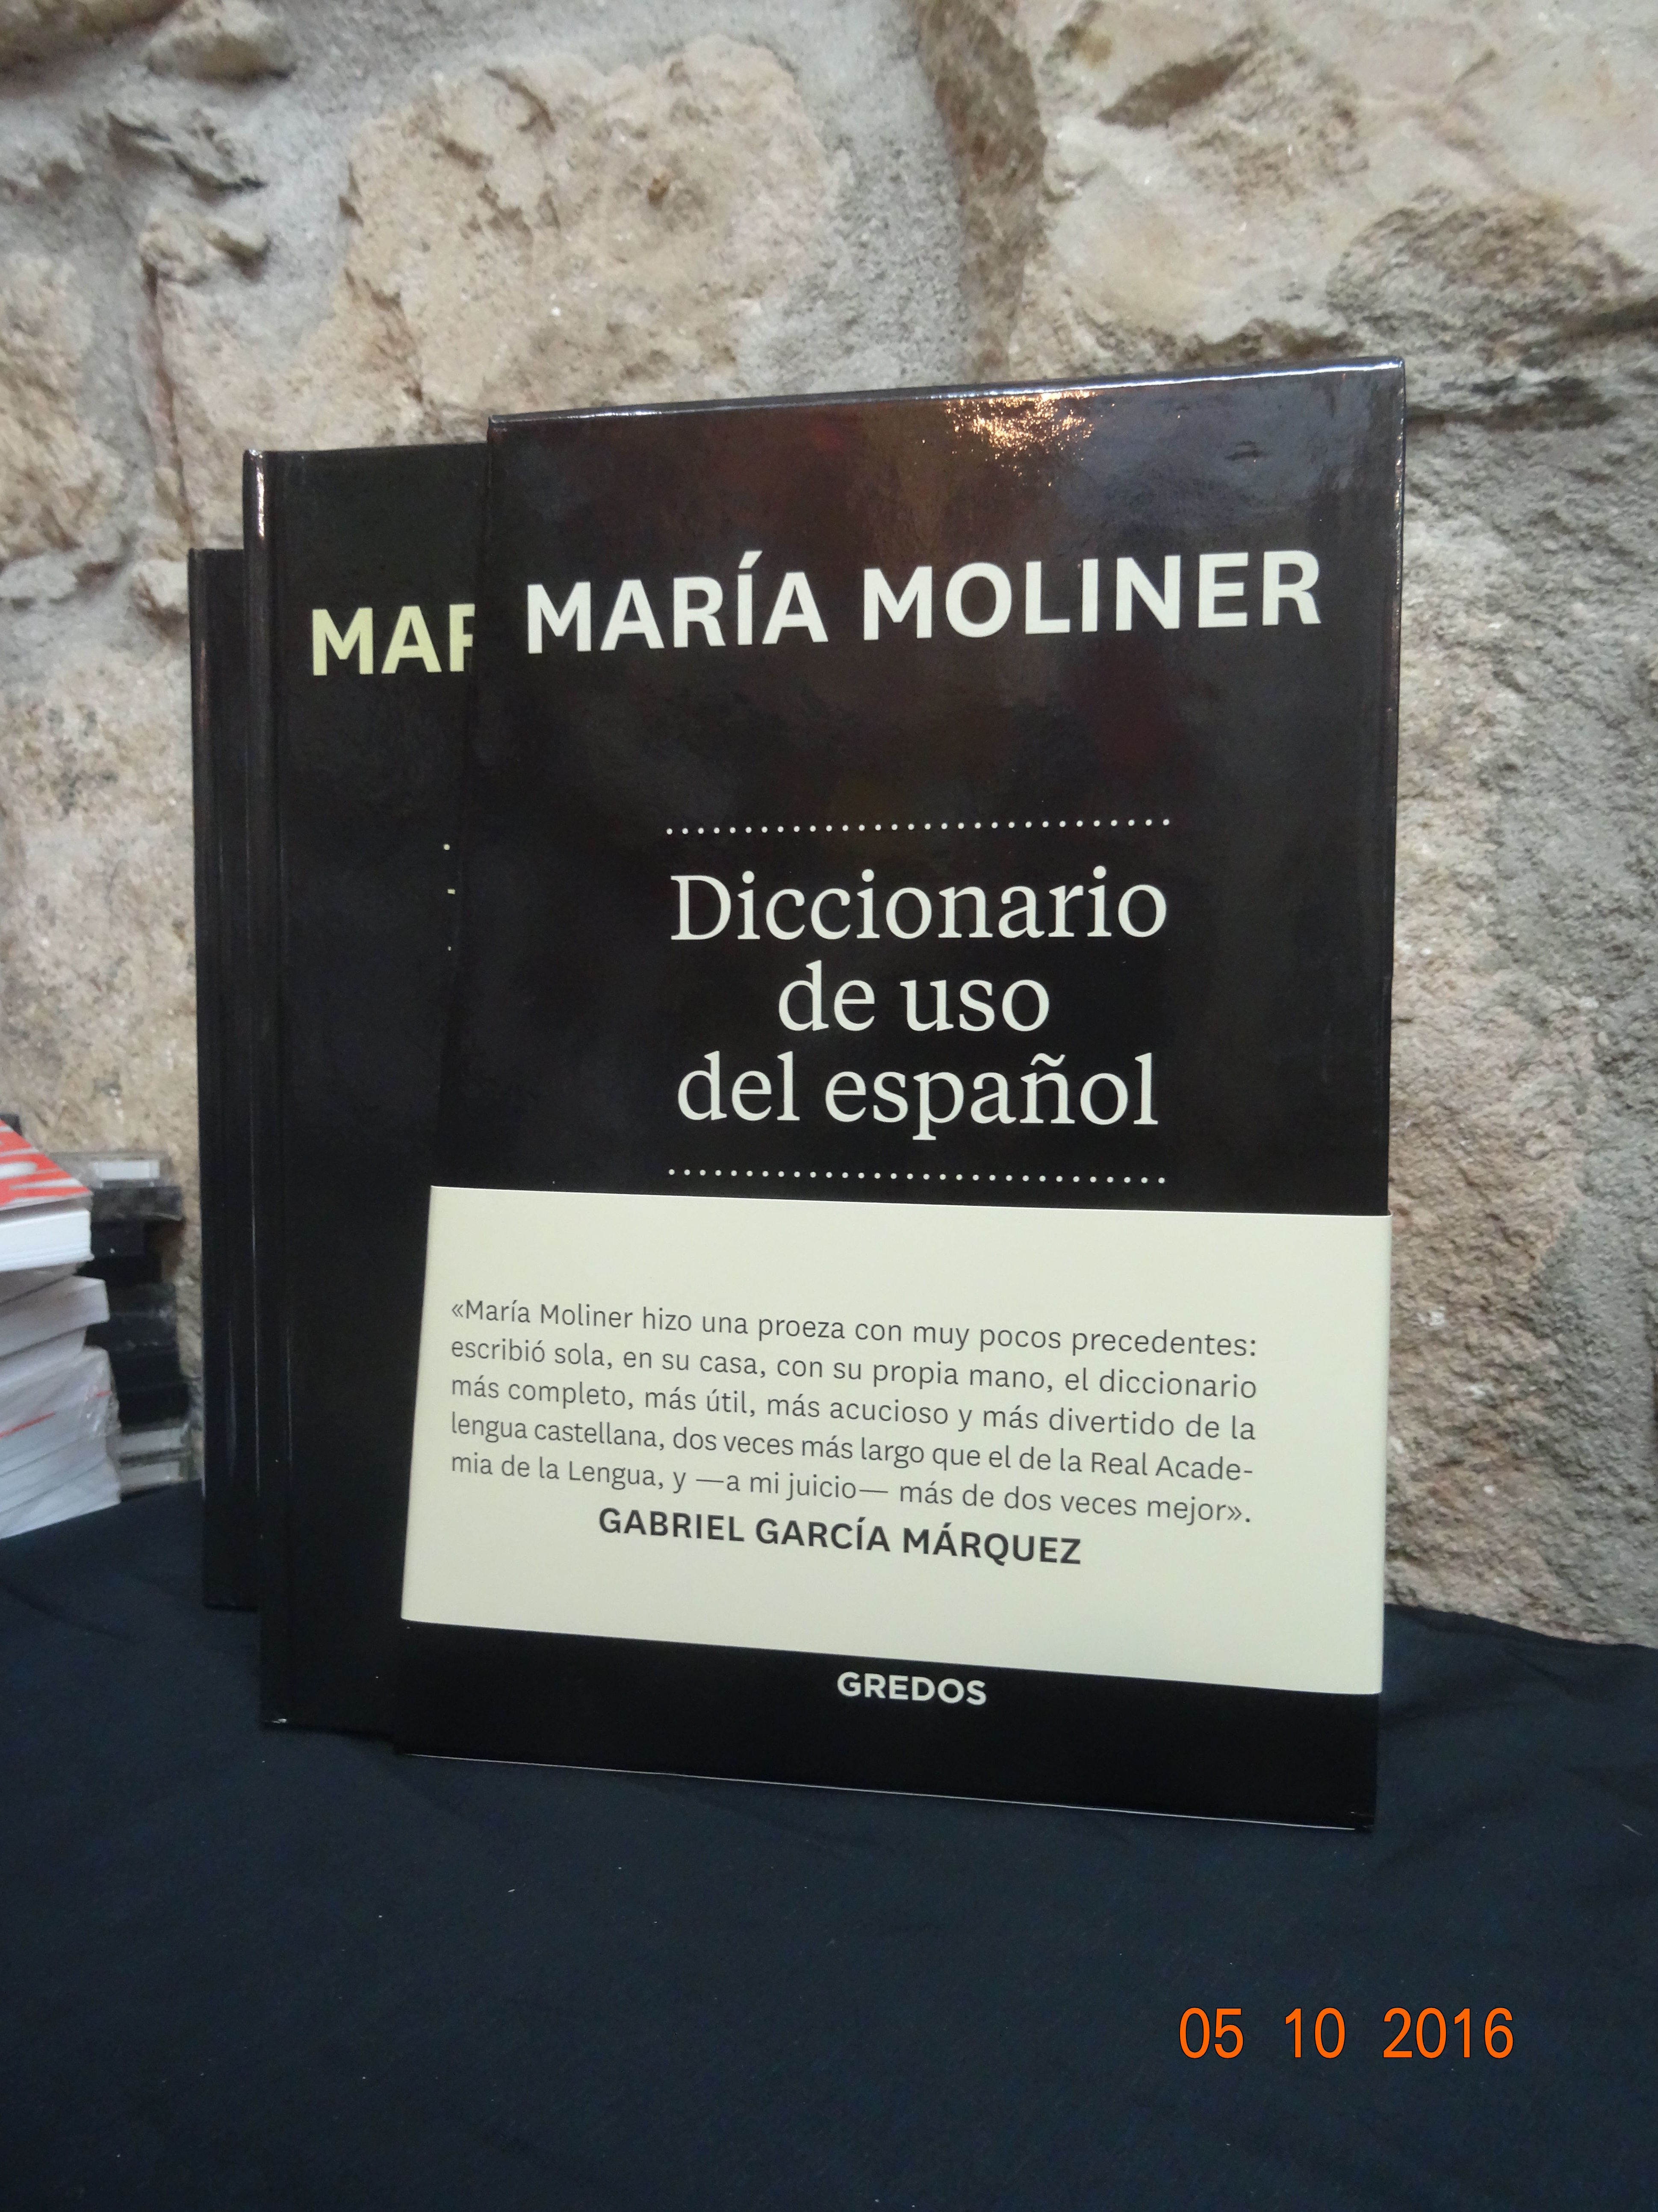 MARÍA MOLINER
Diccionario
de uso
del español
«María Moliner hizo una proeza con muy pocos precedentes:
escribió sola, en su casa, con su propia mano, el diccionario
más completo, más útil, más acucioso y más divertido de la
lengua castellana, dos veces más largo que el de la Real Acade-
mia de la Lengua, y —a mi juicio— más de dos veces mejor».
GABRIEL GARCÍA MÁRQUEZ
GREDOS
MAR
05 10 2016